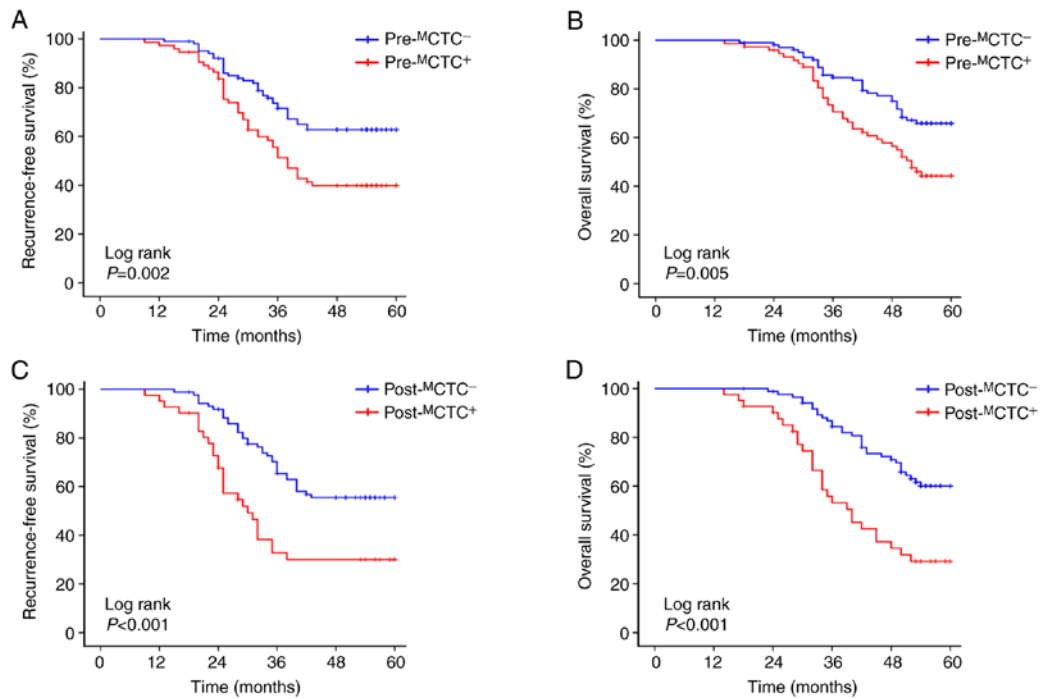 A
Pre-ᴹCTC⁻
Pre-ᴹCTC⁺
Recurrence-free survival (%)
100
80
60
40
20
0
Log rank
P=0.002
0 12 24 36 48 60
Time (months)
B
Pre-ᴹCTC⁻
Pre-ᴹCTC⁺
Overall survival (%)
100
80
60
40
20
0
Log rank
P=0.005
0 12 24 36 48 60
Time (months)
C
Post-ᴹCTC⁻
Post-ᴹCTC⁺
Recurrence-free survival (%)
100
80
60
40
20
0
Log rank
P<0.001
0 12 24 36 48 60
Time (months)
D
Post-ᴹCTC⁻
Post-ᴹCTC⁺
Overall survival (%)
100
80
60
40
20
0
Log rank
P<0.001
0 12 24 36 48 60
Time (months)